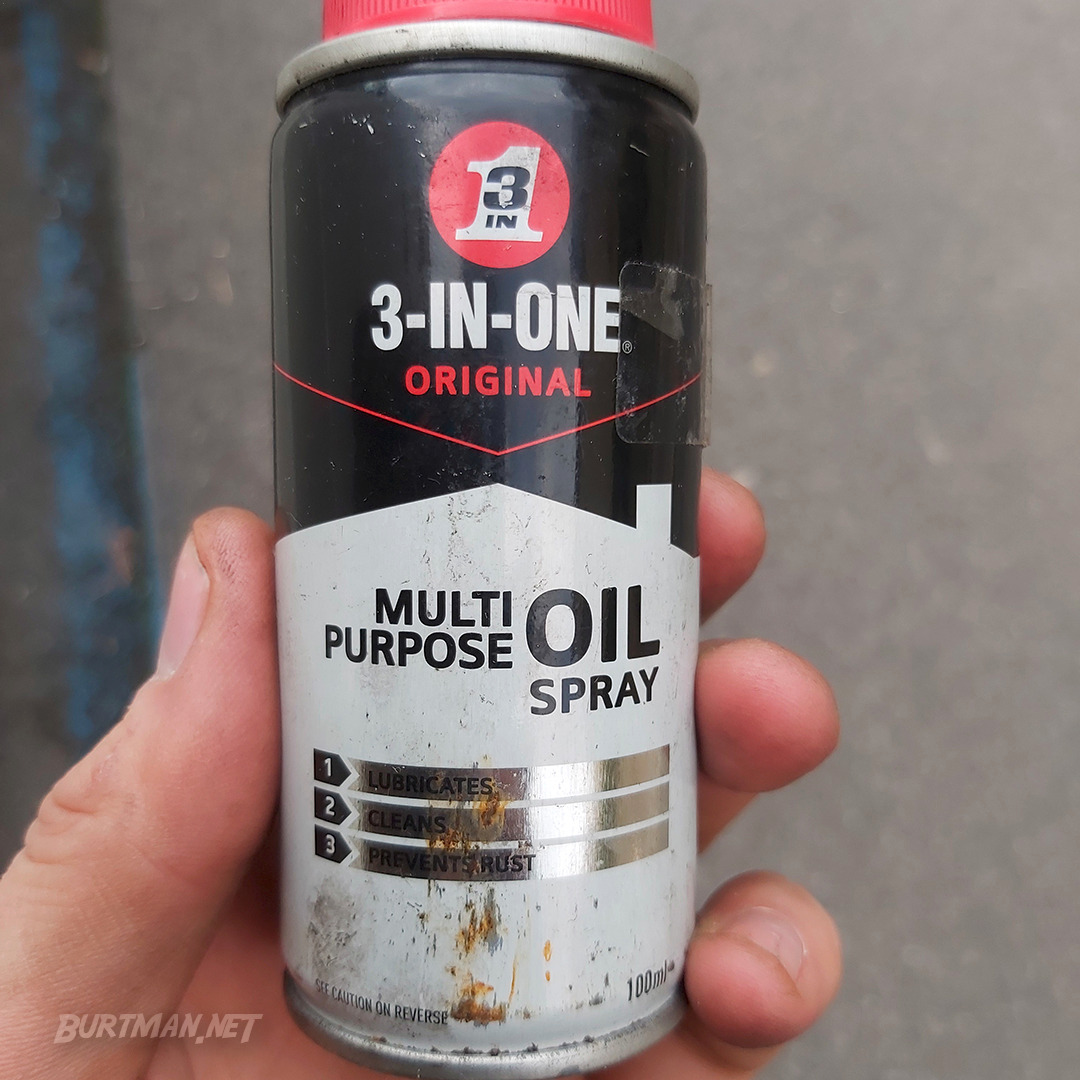 3
IN
1
3-IN-ONE®
ORIGINAL
MULTI
PURPOSE
OIL
SPRAY
1 LUBRICATES
2 CLEANS
3 PREVENTS RUST
SEE CAUTION ON REVERSE
100ml℮
BURTMAN.NET